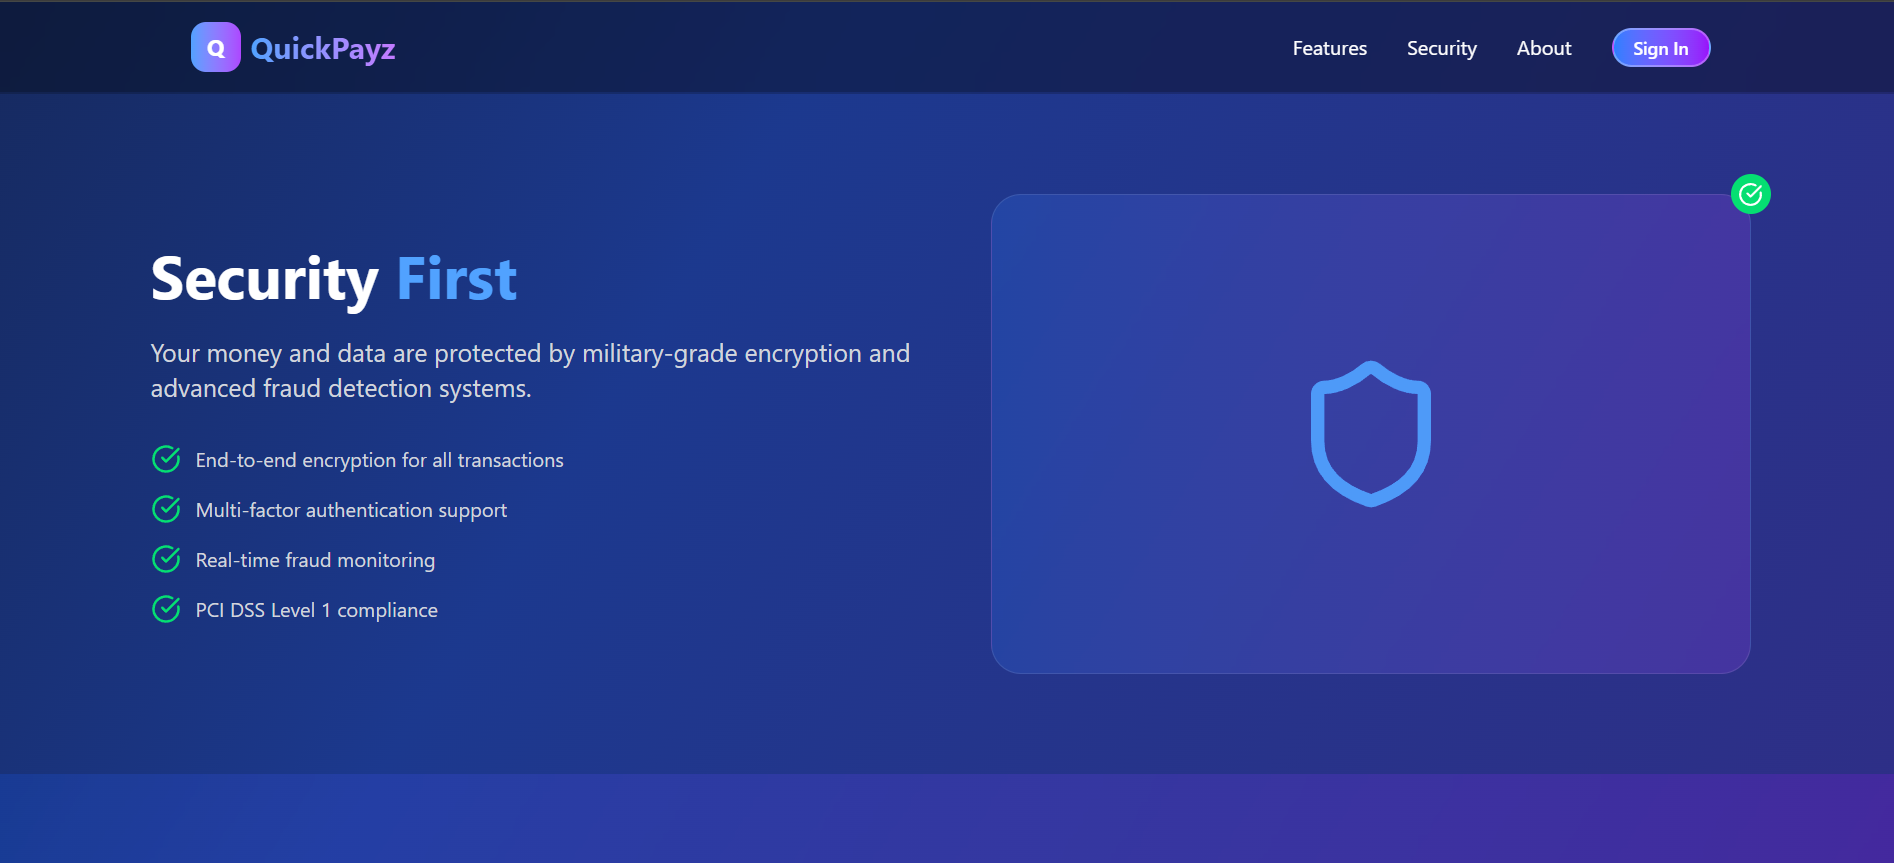 Q QuickPayz
Features Security About Sign In
Security First
Your money and data are protected by military-grade encryption and
advanced fraud detection systems.
End-to-end encryption for all transactions
Multi-factor authentication support
Real-time fraud monitoring
PCI DSS Level 1 compliance